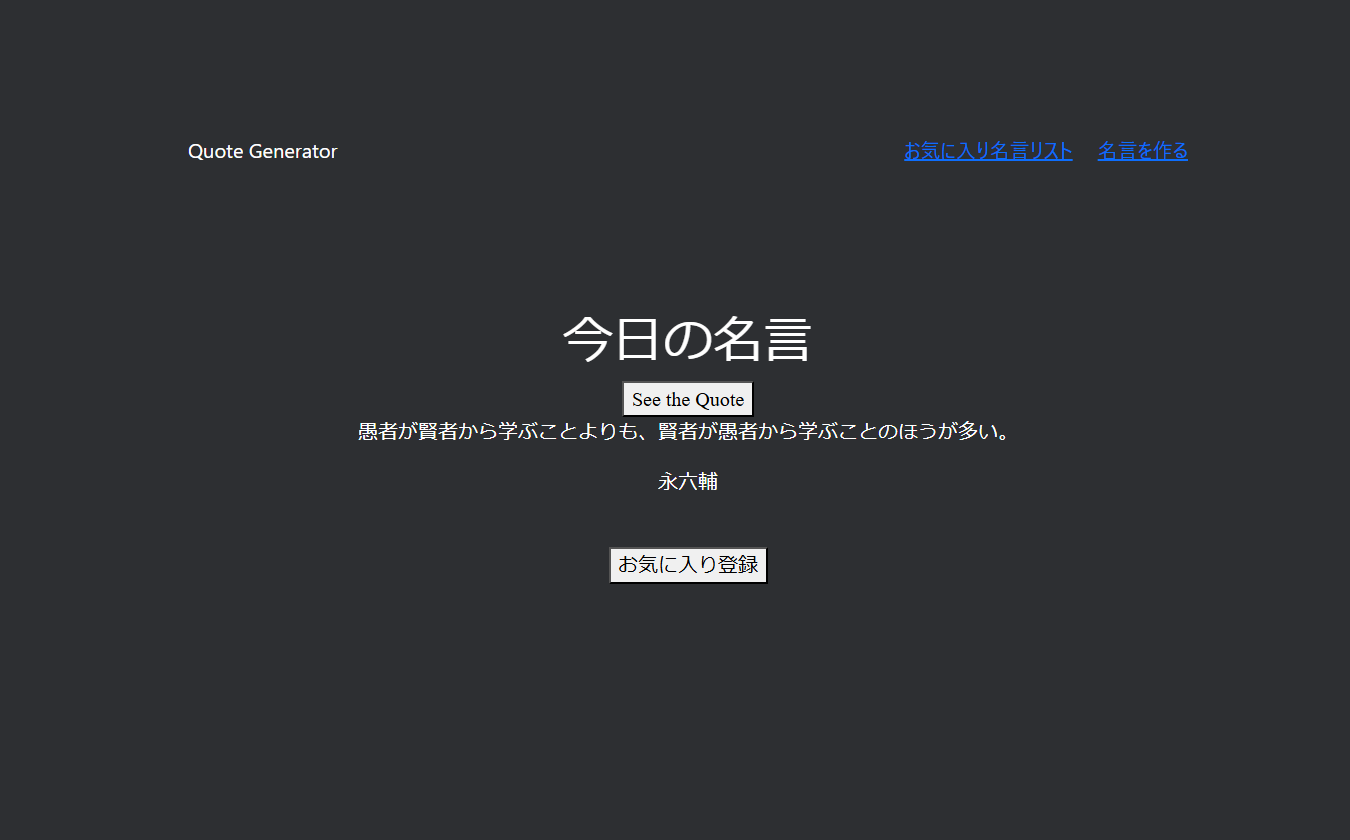 Quote Generator
お気に入り名言リスト
名言を作る
今日の名言
See the Quote
愚者が賢者から学ぶことよりも、賢者が愚者から学ぶことのほうが多い。
永六輔
お気に入り登録